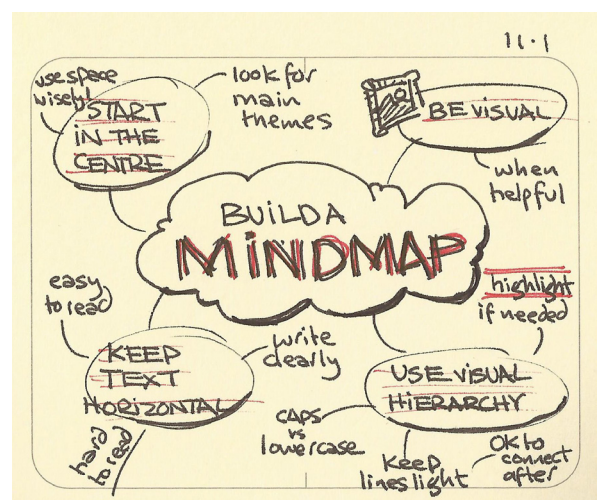 11.1
use space
wisely!
START
IN THE
CENTRE
look for
main
themes
BE VISUAL
when
helpful
BUILD A
MINDMAP
easy
to read
KEEP
TEXT
HORIZONTAL
write
clearly
hard
to read
highlight
if needed
USE VISUAL
HIERARCHY
CAPS
vs
lowercase
Keep
lines light
OK to
connect
after